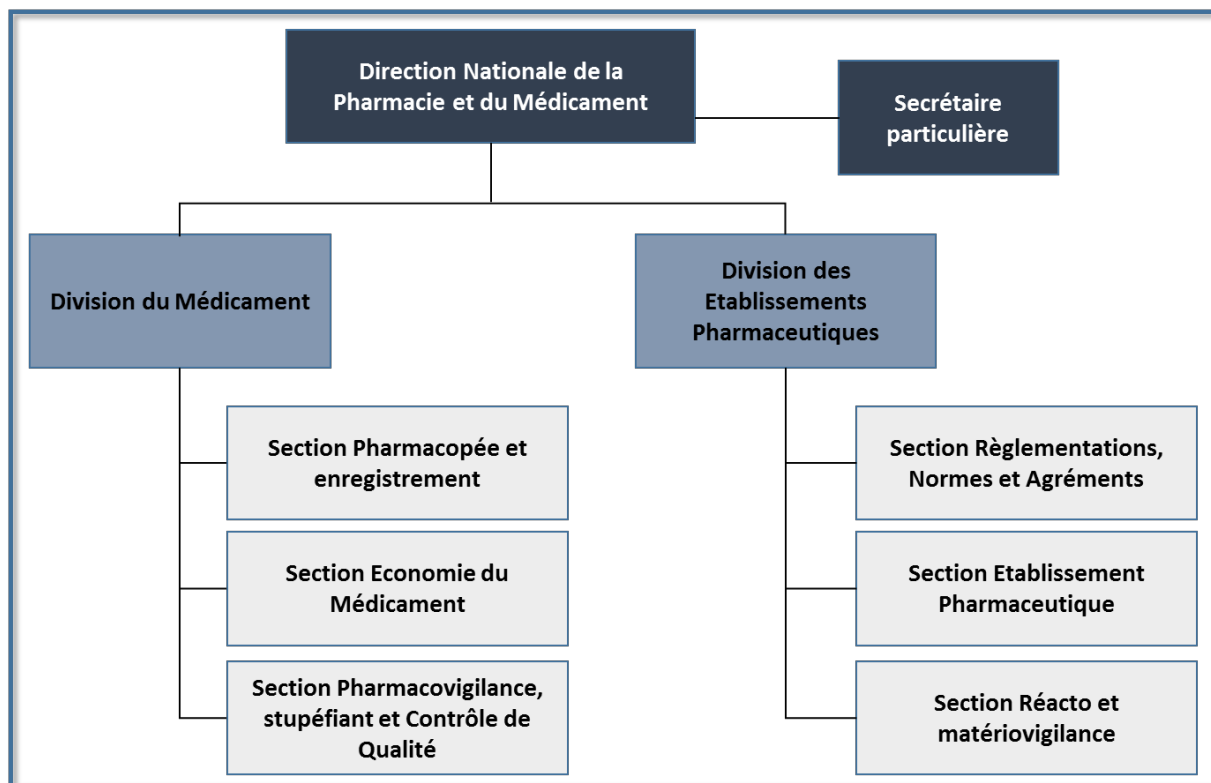 Direction Nationale de la
Pharmacie et du Médicament
Secrétaire
particulière
Division du Médicament
Division des
Etablissements
Pharmaceutiques
Section Pharmacopée et
enregistrement
Section Economie du
Médicament
Section Pharmacovigilance,
stupéfiant et Contrôle de
Qualité
Section Règlementations,
Normes et Agréments
Section Etablissement
Pharmaceutique
Section Réacto et
matériovigilance